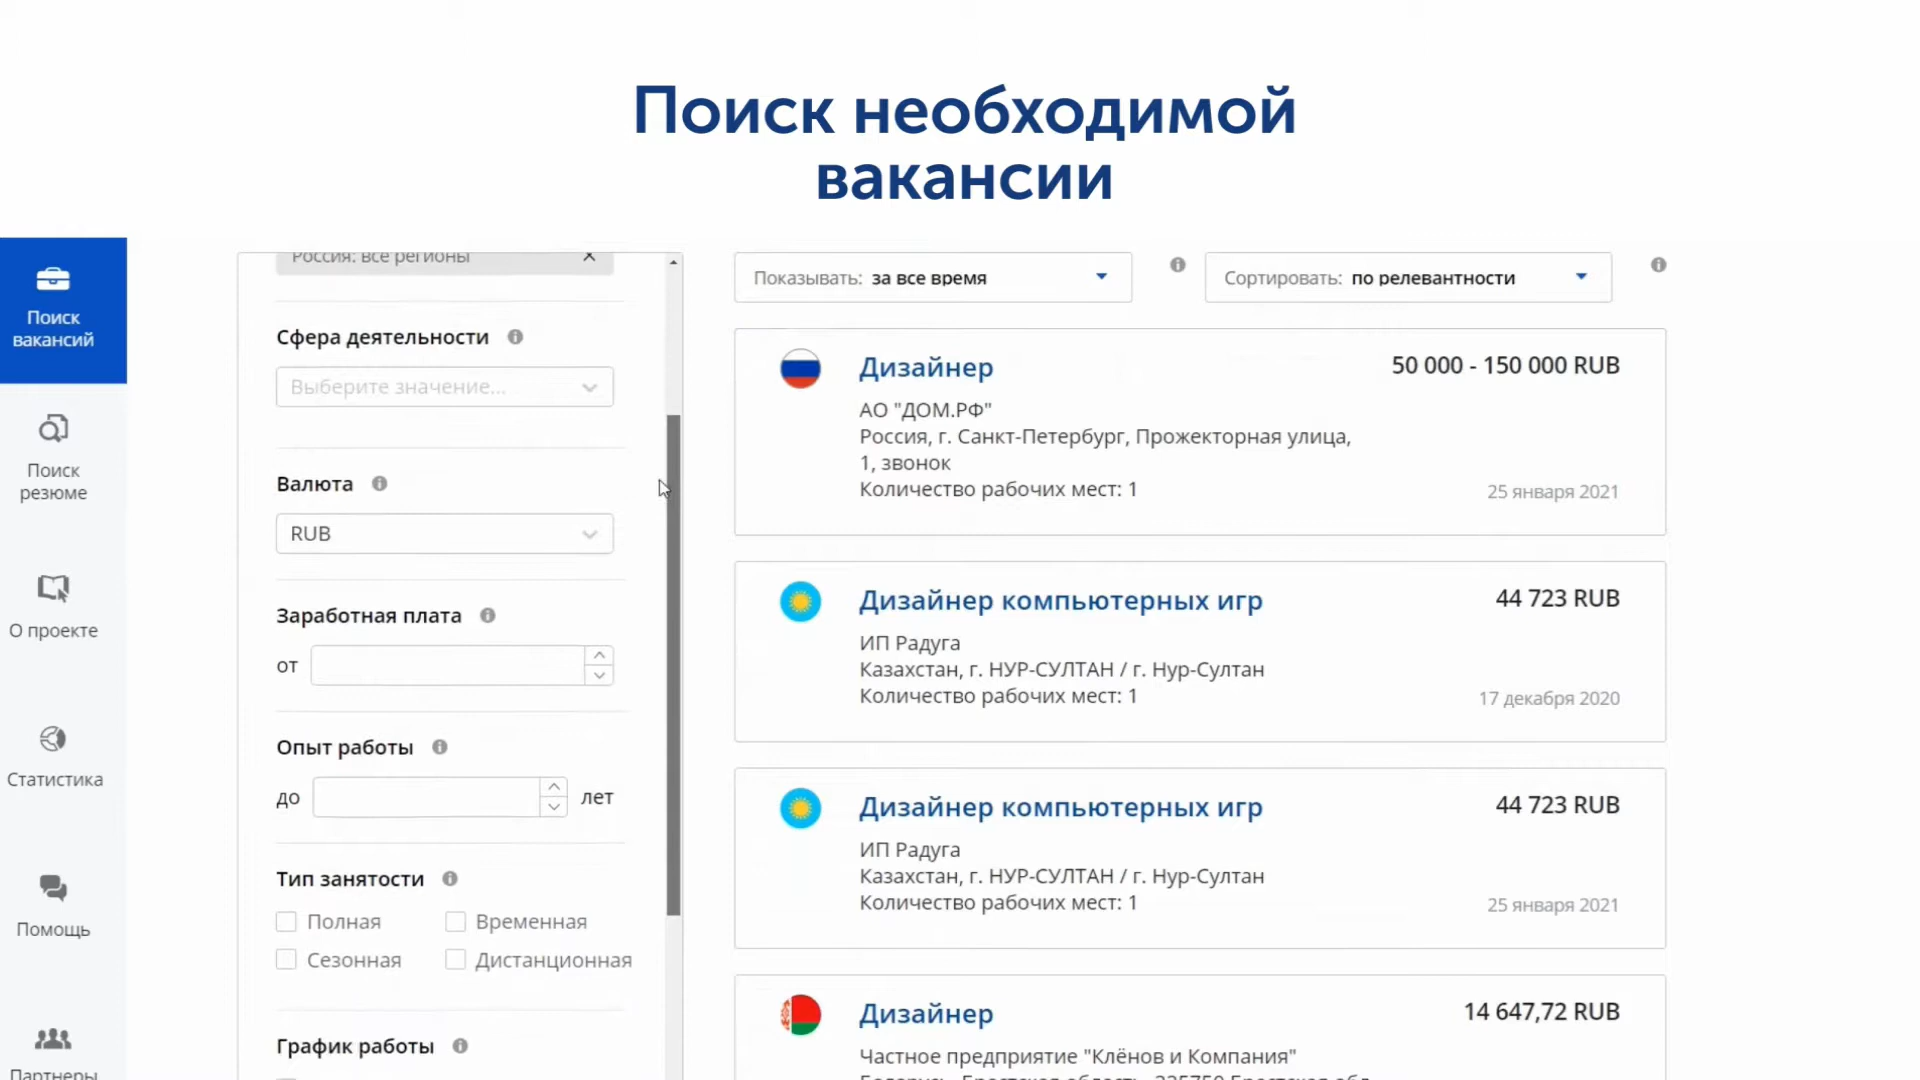 Поиск необходимой
вакансии
Поиск
вакансий
Поиск
резюме
О проекте
Статистика
Помощь
Партнеры
Россия: все регионы
Сфера деятельности
Выберите значение...
Валюта
RUB
Заработная плата
от
Опыт работы
до лет
Тип занятости
Полная Временная
Сезонная Дистанционная
График работы
Показывать: за все время
Сортировать: по релевантности
Дизайнер 50 000 - 150 000 RUB
АО "ДОМ.РФ"
Россия, г. Санкт-Петербург, Прожекторная улица,
1, звонок
Количество рабочих мест: 1
25 января 2021
Дизайнер компьютерных игр 44 723 RUB
ИП Радуга
Казахстан, г. НУР-СУЛТАН / г. Нур-Султан
Количество рабочих мест: 1
17 декабря 2020
Дизайнер компьютерных игр 44 723 RUB
ИП Радуга
Казахстан, г. НУР-СУЛТАН / г. Нур-Султан
Количество рабочих мест: 1
25 января 2021
Дизайнер 14 647,72 RUB
Частное предприятие "Клёнов и Компания"
Беларусь, Брестская область, 225750 Брестская обл